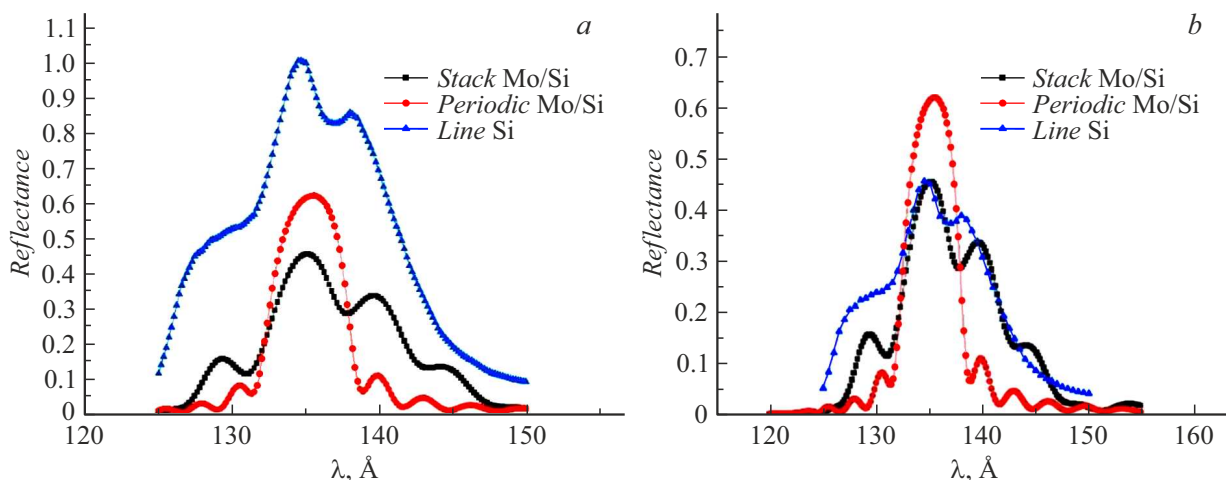 a
1.1
1.0
0.9
0.8
0.7
0.6
0.5
0.4
0.3
0.2
0.1
0
Reflectance
Stack Mo/Si
Periodic Mo/Si
Line Si
120
130
140
150
λ, Å
b
0.7
0.6
0.5
0.4
0.3
0.2
0.1
0
Reflectance
Stack Mo/Si
Periodic Mo/Si
Line Si
120
130
140
150
160
λ, Å